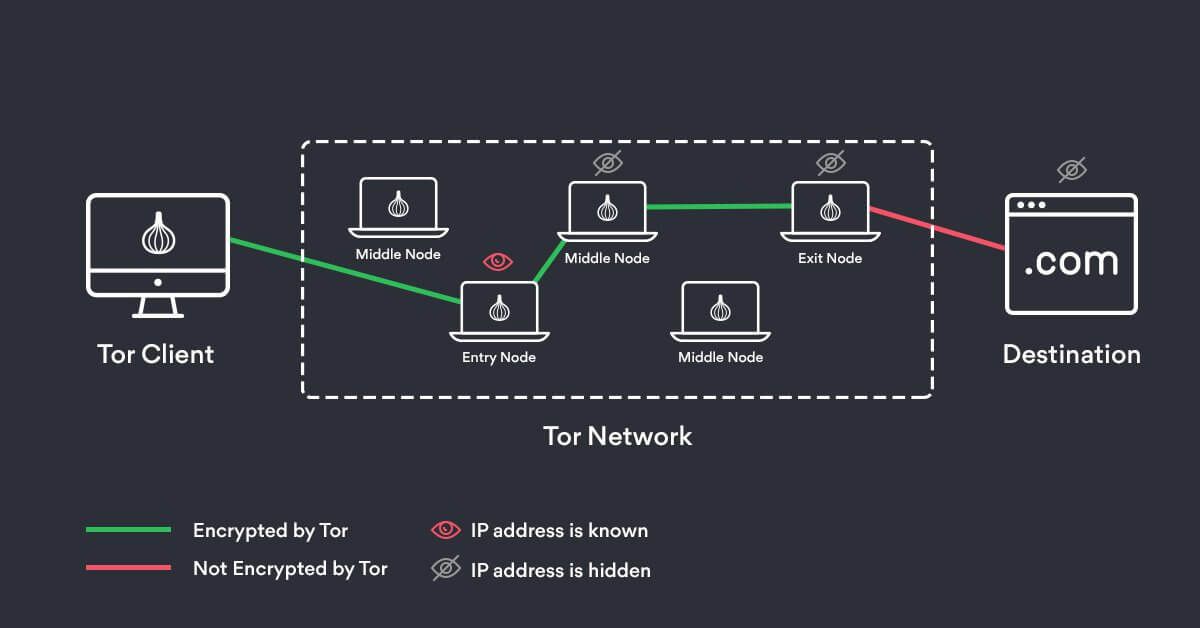 .com
Middle Node
Middle Node
Exit Node
Tor Client
Entry Node
Middle Node
Destination
Tor Network
Encrypted by Tor
IP address is known
Not Encrypted by Tor
IP address is hidden